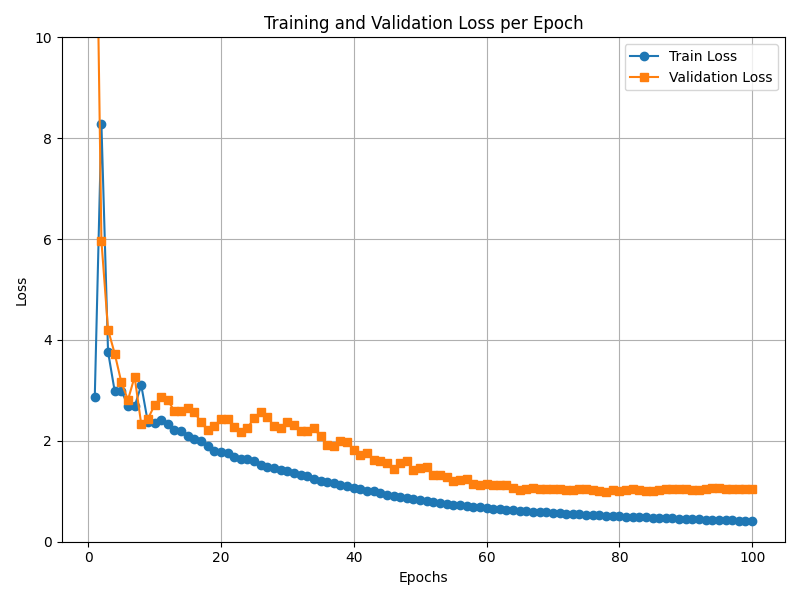 Training and Validation Loss per Epoch
Train Loss
Validation Loss
Loss
10
8
6
4
2
0
0 20 40 60 80 100
Epochs